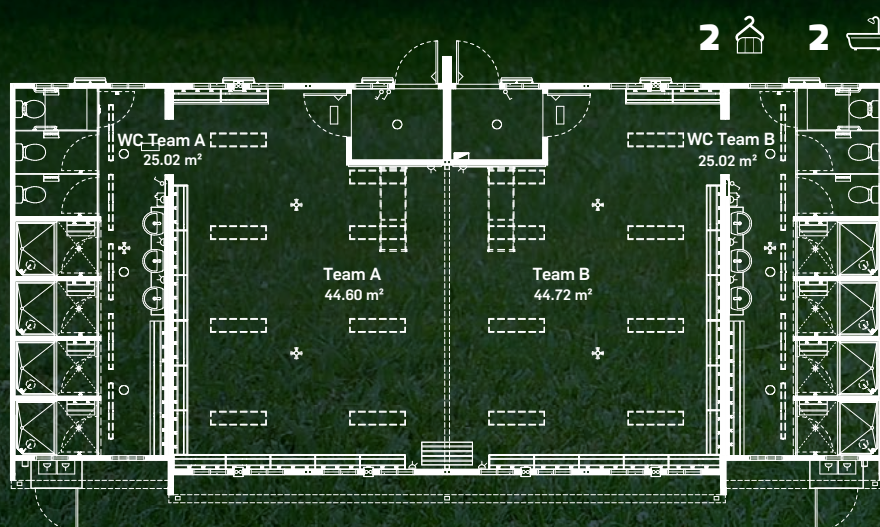 2 2
WC Team A
25.02 m²
WC Team B
25.02 m²
Team A
44.60 m²
Team B
44.72 m²